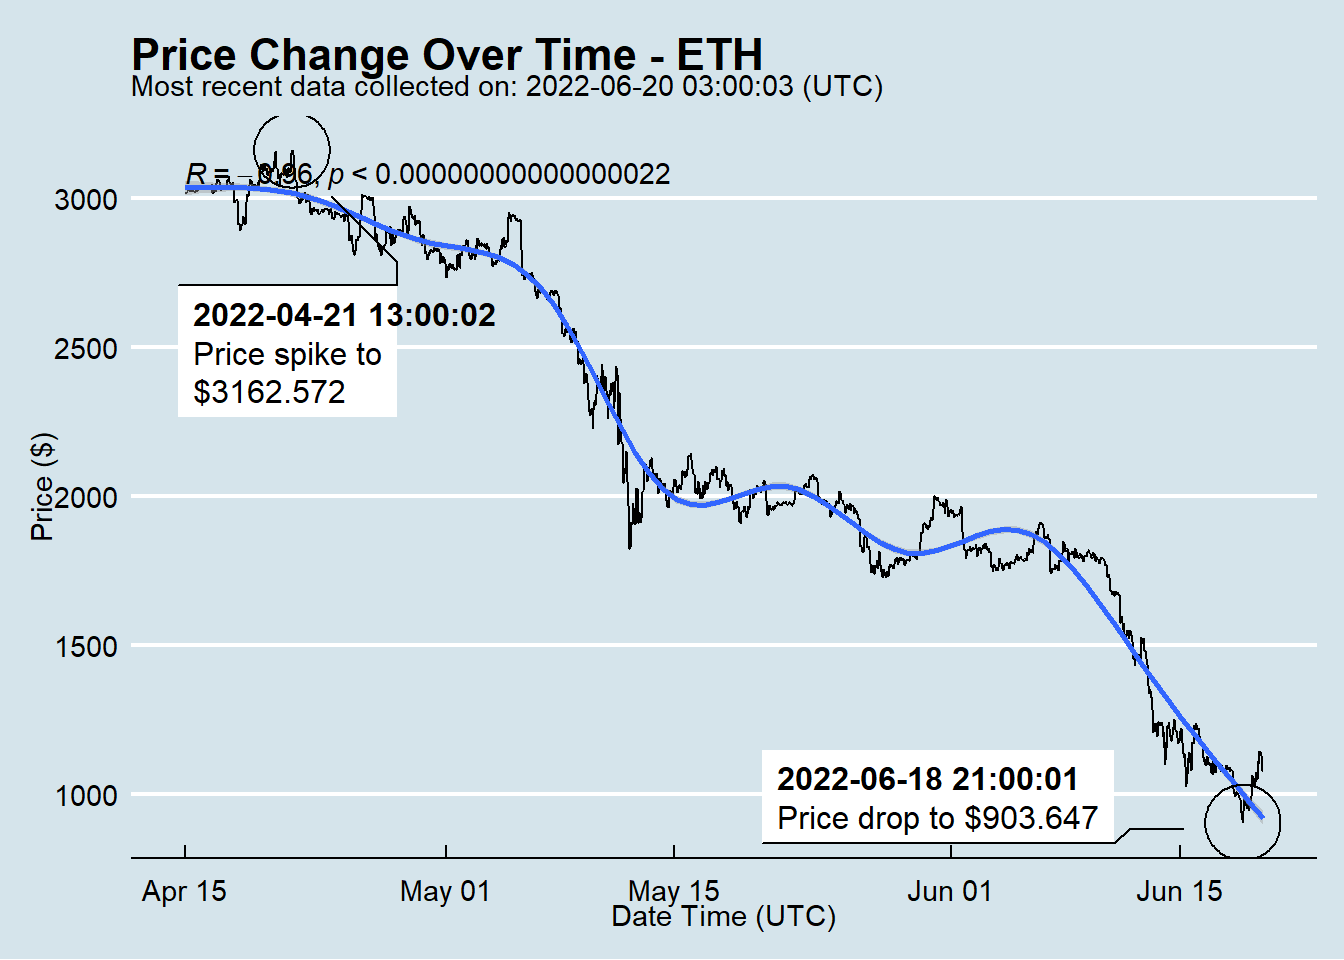 Price Change Over Time - ETH
Most recent data collected on: 2022-06-20 03:00:03 (UTC)
R = −0.96, p < 0.00000000000000022
3000
2500
2000
1500
1000
Price ($)
2022-04-21 13:00:02
Price spike to
$3162.572
2022-06-18 21:00:01
Price drop to $903.647
Apr 15
May 01
May 15
Jun 01
Jun 15
Date Time (UTC)